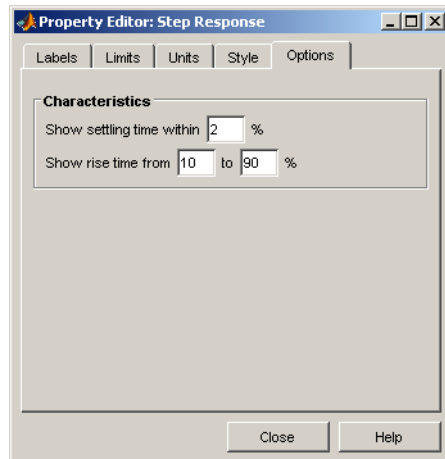 Property Editor: Step Response
Labels Limits Units Style Options
Characteristics
Show settling time within 2 %
Show rise time from 10 to 90 %
Close Help